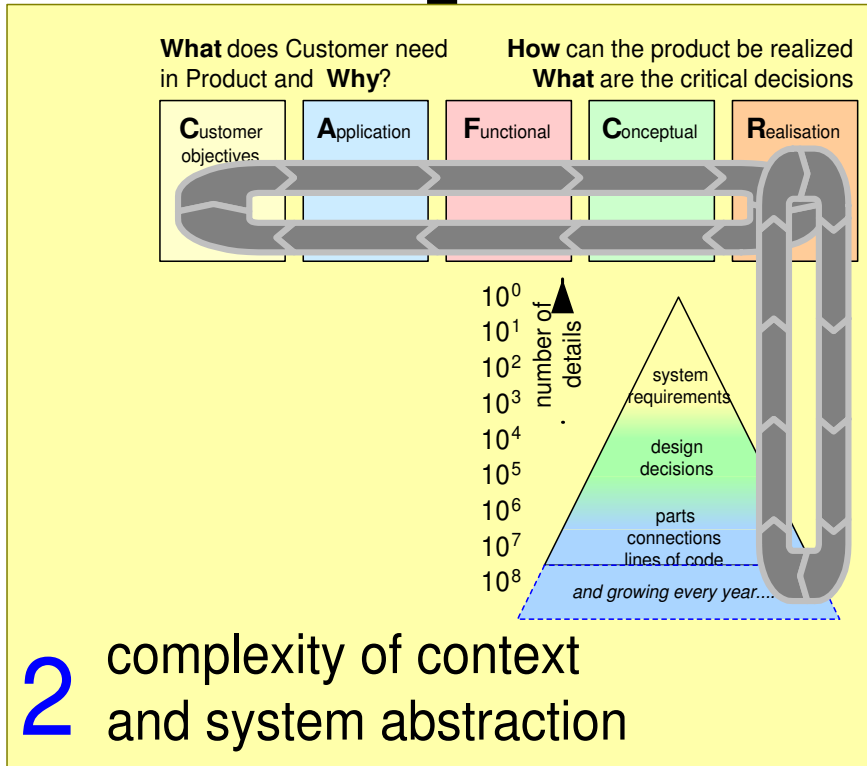 What does Customer need
in Product and Why?
How can the product be realized
What are the critical decisions
Customer
objectives
Application
Functional
Conceptual
Realisation
10⁰
10¹
10²
10³
10⁴
10⁵
10⁶
10⁷
10⁸
number of
details
system
requirements
design
decisions
parts
connections
lines of code
and growing every year....
2
complexity of context
and system abstraction